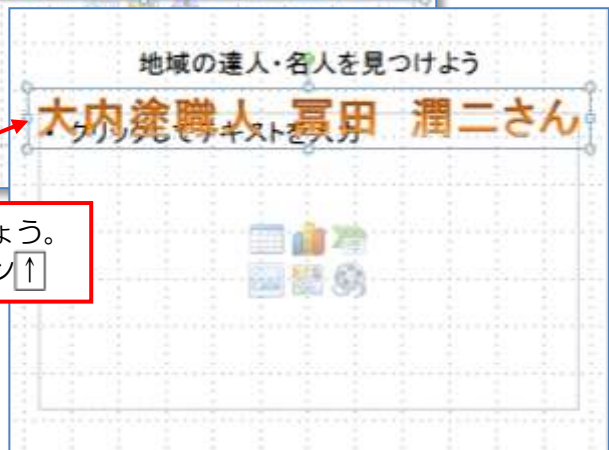 地域の達人・名人を見つけよう
大内塗職人 冨田 潤二さん
・クリックしてテキストを入力
ょう。
ン↑